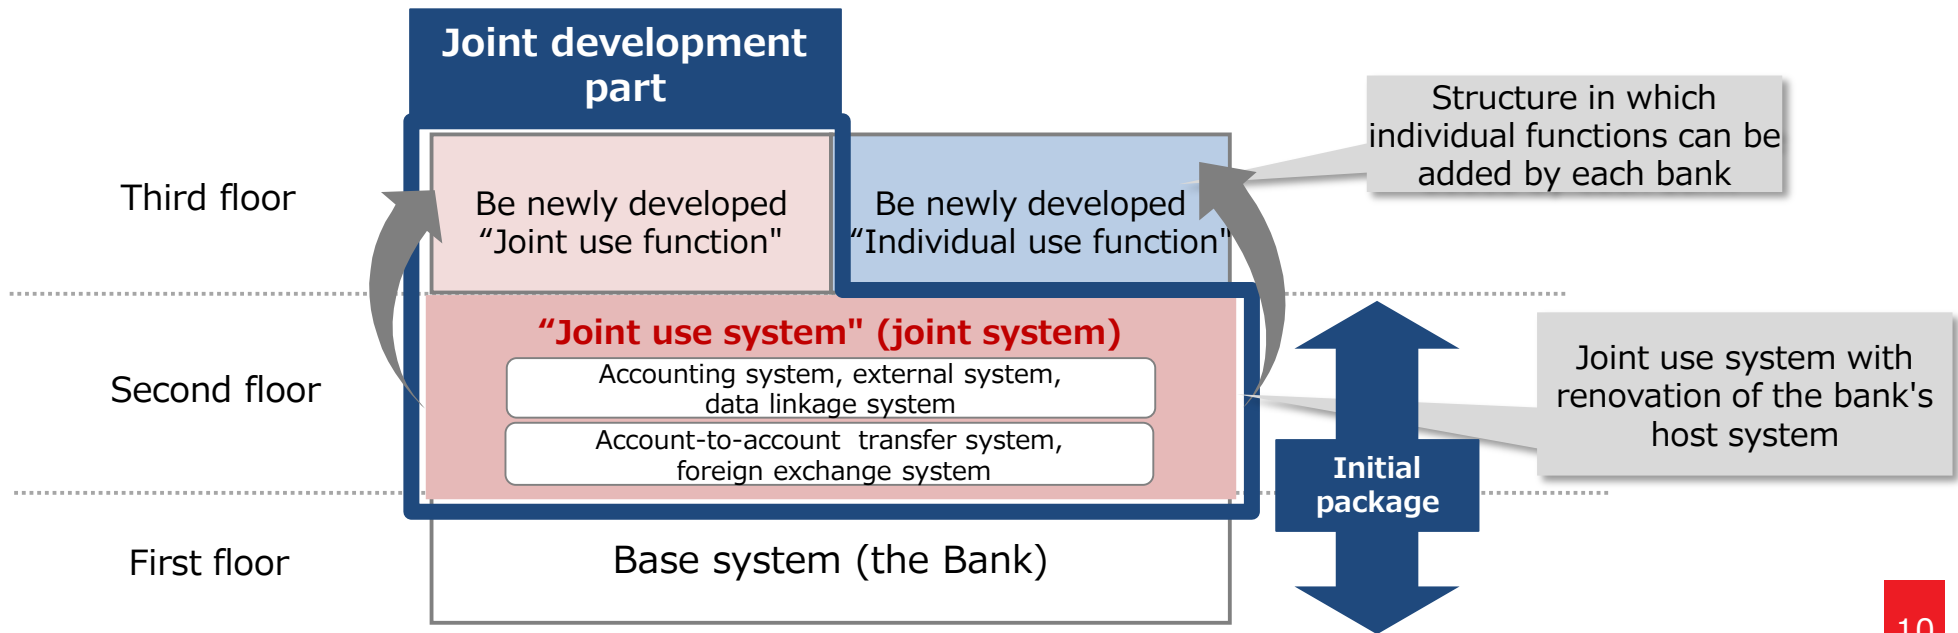 Joint development
part
Structure in which
individual functions can be
added by each bank
Third floor
Be newly developed
“Joint use function"
Be newly developed
“Individual use function"
“Joint use system" (joint system)
Accounting system, external system,
data linkage system
Account-to-account transfer system,
foreign exchange system
Second floor
Joint use system with
renovation of the bank's
host system
Initial
package
First floor
Base system (the Bank)
10